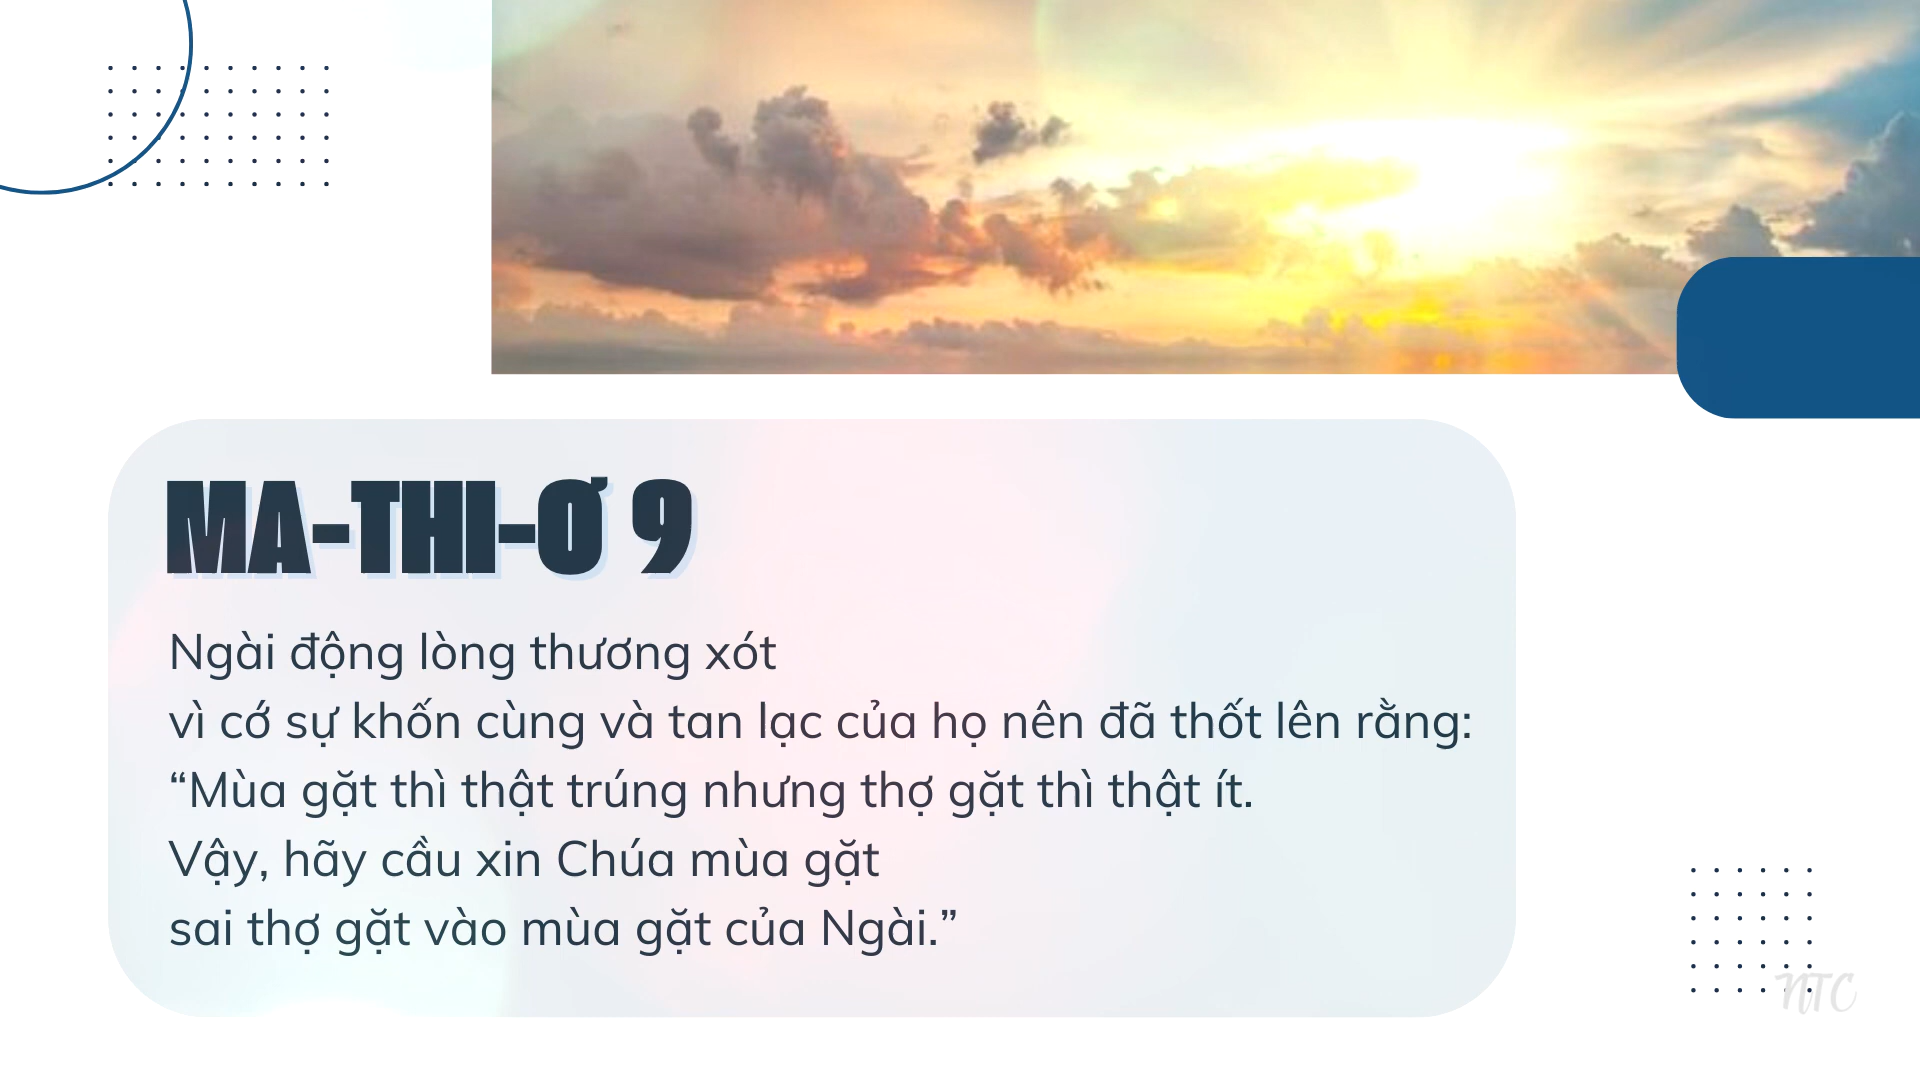 MA-THI-Ơ 9
Ngài động lòng thương xót
vì cớ sự khốn cùng và tan lạc của họ nên đã thốt lên rằng:
“Mùa gặt thì thật trúng nhưng thợ gặt thì thật ít.
Vậy, hãy cầu xin Chúa mùa gặt
sai thợ gặt vào mùa gặt của Ngài.”
NTC